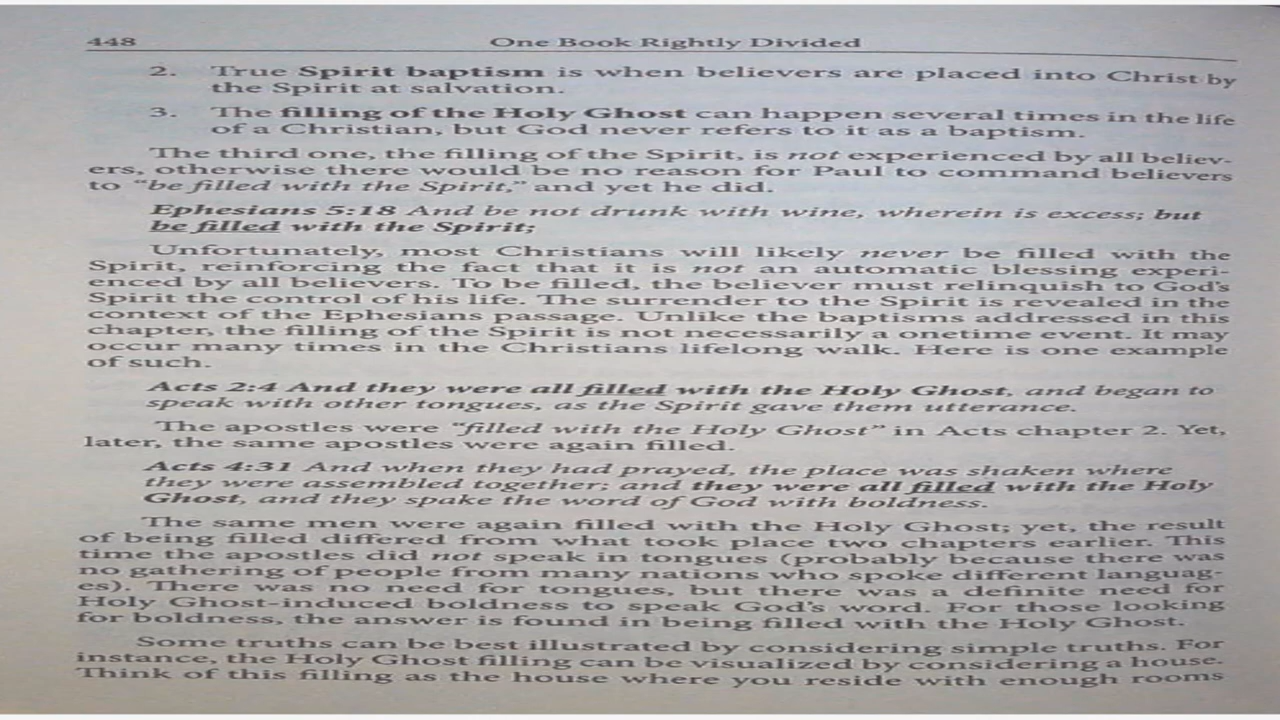 448 One Book Rightly Divided
2. True Spirit baptism is when believers are placed into Christ by
the Spirit at salvation.
3. The filling of the Holy Ghost can happen several times in the life
of a Christian, but God never refers to it as a baptism.
The third one, the filling of the Spirit, is not experienced by all believ-
ers, otherwise there would be no reason for Paul to command believers
to “be filled with the Spirit,” and yet he did.
Ephesians 5:18 And be not drunk with wine, wherein is excess; but
be filled with the Spirit;
Unfortunately, most Christians will likely never be filled with the
Spirit, reinforcing the fact that it is not an automatic blessing experi-
enced by all believers. To be filled, the believer must relinquish to God’s
Spirit the control of his life. The surrender to the Spirit is revealed in the
context of the Ephesians passage. Unlike the baptisms addressed in this
chapter, the filling of the Spirit is not necessarily a onetime event. It may
occur many times in the Christians lifelong walk. Here is one example
of such.
Acts 2:4 And they were all filled with the Holy Ghost, and began to
speak with other tongues, as the Spirit gave them utterance.
The apostles were “filled with the Holy Ghost” in Acts chapter 2. Yet,
later, the same apostles were again filled.
Acts 4:31 And when they had prayed, the place was shaken where
they were assembled together; and they were all filled with the Holy
Ghost, and they spake the word of God with boldness.
The same men were again filled with the Holy Ghost; yet, the result
of being filled differed from what took place two chapters earlier. This
time the apostles did not speak in tongues (probably because there was
no gathering of people from many nations who spoke different languag-
es). There was no need for tongues, but there was a definite need for
Holy Ghost-induced boldness to speak God’s word. For those looking
for boldness, the answer is found in being filled with the Holy Ghost.
Some truths can be best illustrated by considering simple truths. For
instance, the Holy Ghost filling can be visualized by considering a house.
Think of this filling as the house where you reside with enough rooms